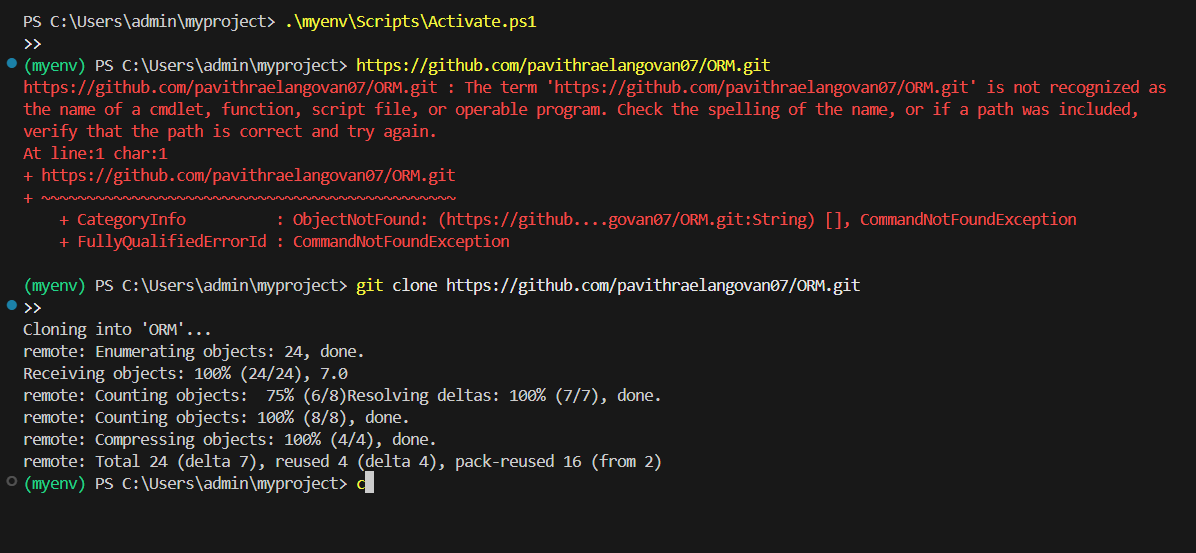 PS C:\Users\admin\myproject> .\myenv\Scripts\Activate.ps1
>>
(myenv) PS C:\Users\admin\myproject> https://github.com/pavithraelangovan07/ORM.git
https://github.com/pavithraelangovan07/ORM.git : The term 'https://github.com/pavithraelangovan07/ORM.git' is not recognized as
the name of a cmdlet, function, script file, or operable program. Check the spelling of the name, or if a path was included,
verify that the path is correct and try again.
At line:1 char:1
+ https://github.com/pavithraelangovan07/ORM.git
+ ~~~~~~~~~~~~~~~~~~~~~~~~~~~~~~~~~~~~~~~~~~~~~~
    + CategoryInfo          : ObjectNotFound: (https://github....govan07/ORM.git:String) [], CommandNotFoundException
    + FullyQualifiedErrorId : CommandNotFoundException
(myenv) PS C:\Users\admin\myproject> git clone https://github.com/pavithraelangovan07/ORM.git
>>
Cloning into 'ORM'...
remote: Enumerating objects: 24, done.
Receiving objects: 100% (24/24), 7.0
remote: Counting objects:  75% (6/8)Resolving deltas: 100% (7/7), done.
remote: Counting objects: 100% (8/8), done.
remote: Compressing objects: 100% (4/4), done.
remote: Total 24 (delta 7), reused 4 (delta 4), pack-reused 16 (from 2)
(myenv) PS C:\Users\admin\myproject> c